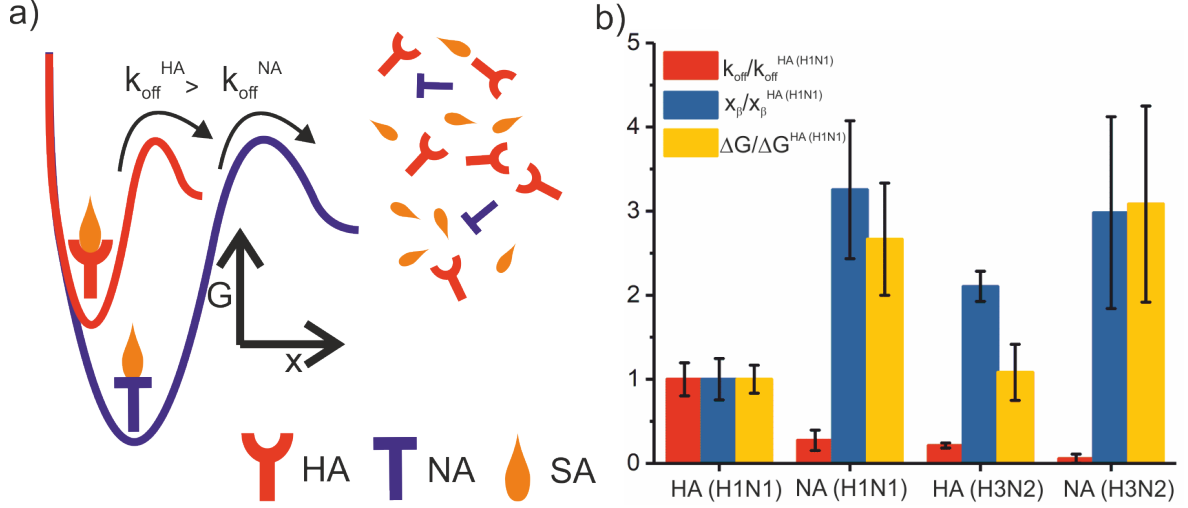 a)
k_off^HA > k_off^NA
G
x
HA NA SA
b)
5
4
3
2
1
0
k_off/k_off^HA (H1N1)
x_β/x_β^HA (H1N1)
ΔG/ΔG^HA (H1N1)
HA (H1N1) NA (H1N1) HA (H3N2) NA (H3N2)